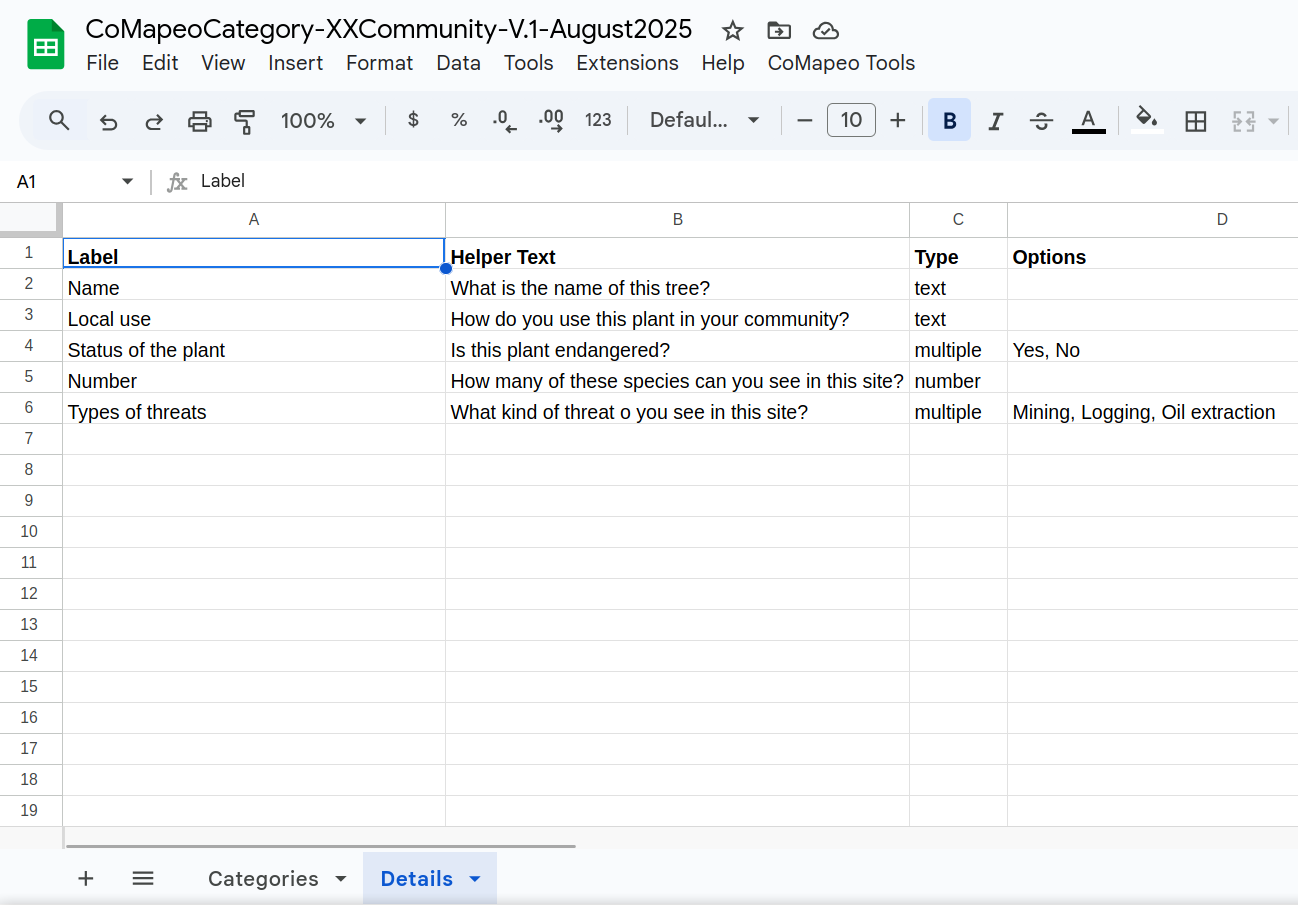 CoMapeoCategory-XXCommunity-V.1-August2025
File Edit View Insert Format Data Tools Extensions Help CoMapeo Tools
100% $ % .0 .00 123 Defaul... 10 B I S A
A1 fx Label
A B C D
1 Label Helper Text Type Options
2 Name What is the name of this tree? text
3 Local use How do you use this plant in your community? text
4 Status of the plant Is this plant endangered? multiple Yes, No
5 Number How many of these species can you see in this site? number
6 Types of threats What kind of threat o you see in this site? multiple Mining, Logging, Oil extraction
7
8
9
10
11
12
13
14
15
16
17
18
19
Categories Details